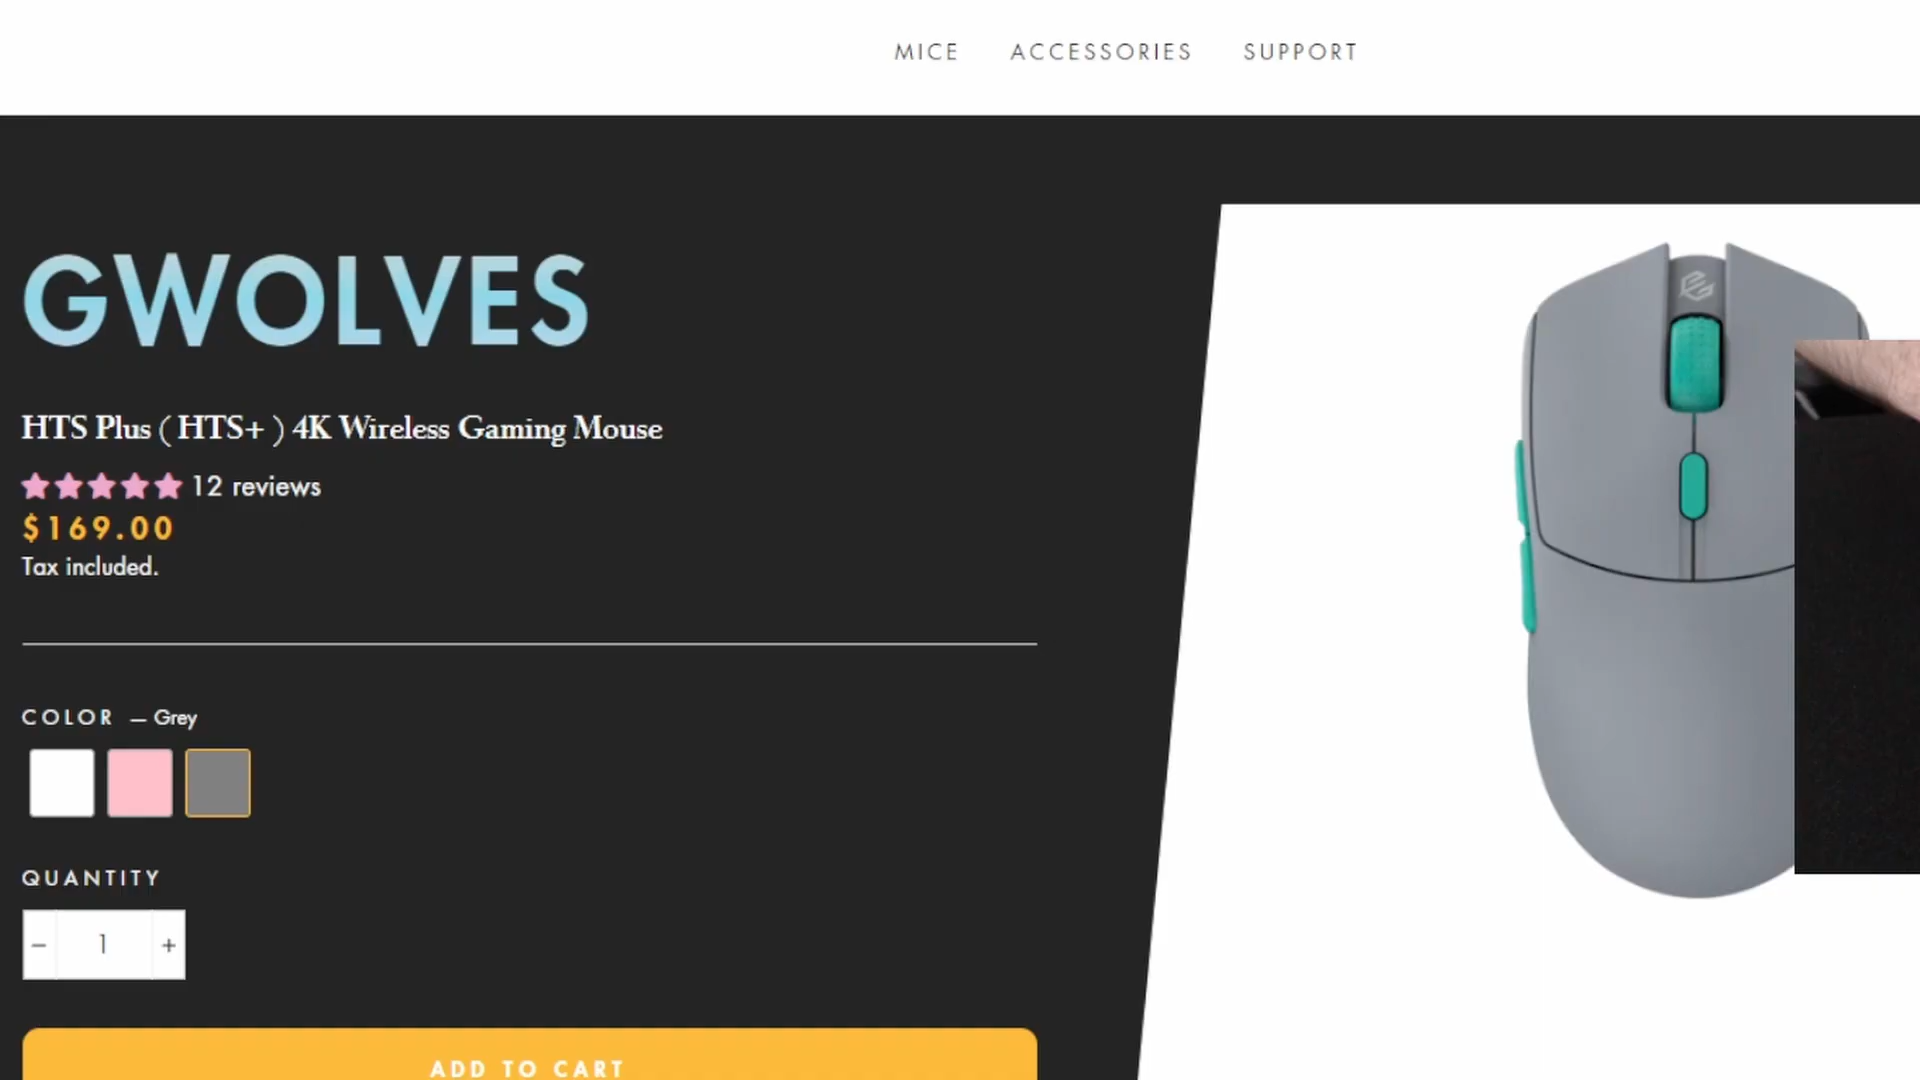 MICE ACCESSORIES SUPPORT
GWOLVES
HTS Plus ( HTS+ ) 4K Wireless Gaming Mouse
12 reviews
$169.00
Tax included.
COLOR — Grey
QUANTITY
− 1 +
ADD TO CART